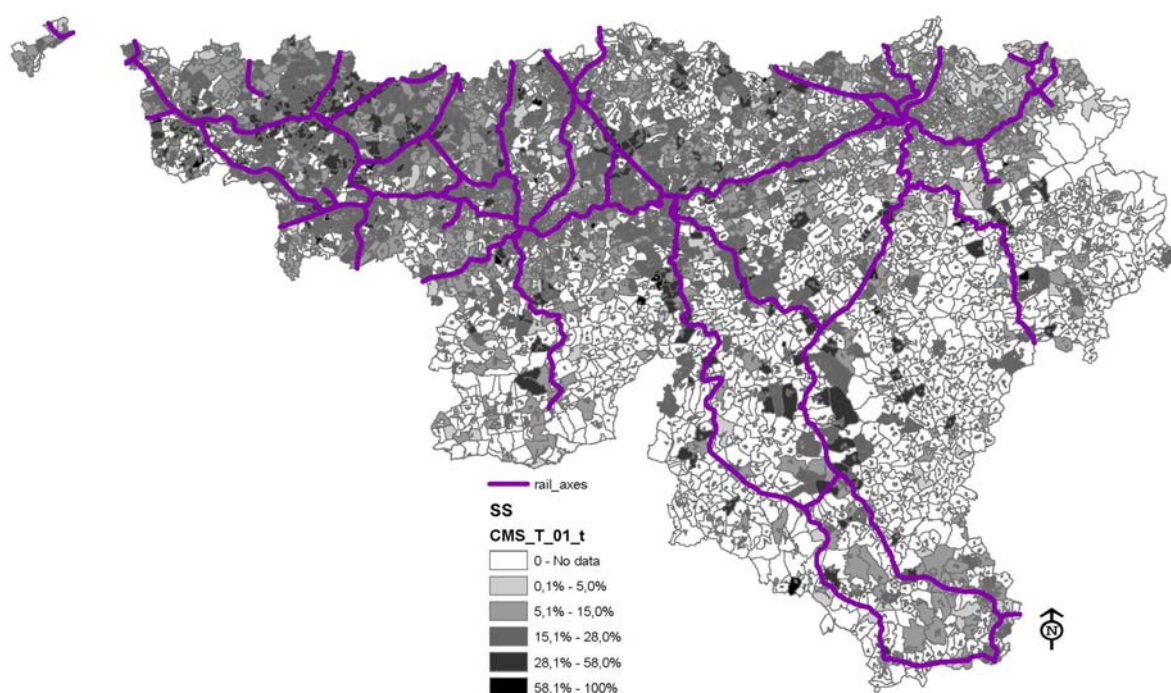 rail_axes
SS
CMS_T_01_t
0 - No data
0,1% - 5,0%
5,1% - 15,0%
15,1% - 28,0%
28,1% - 58,0%
58,1% - 100%
N